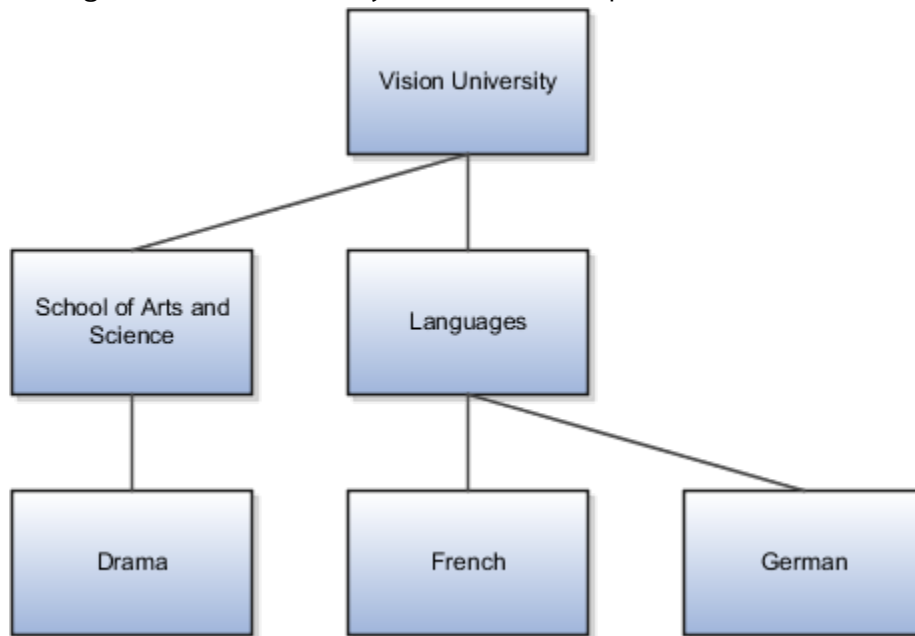 Vision University
School of Arts and
Science
Languages
Drama
French
German